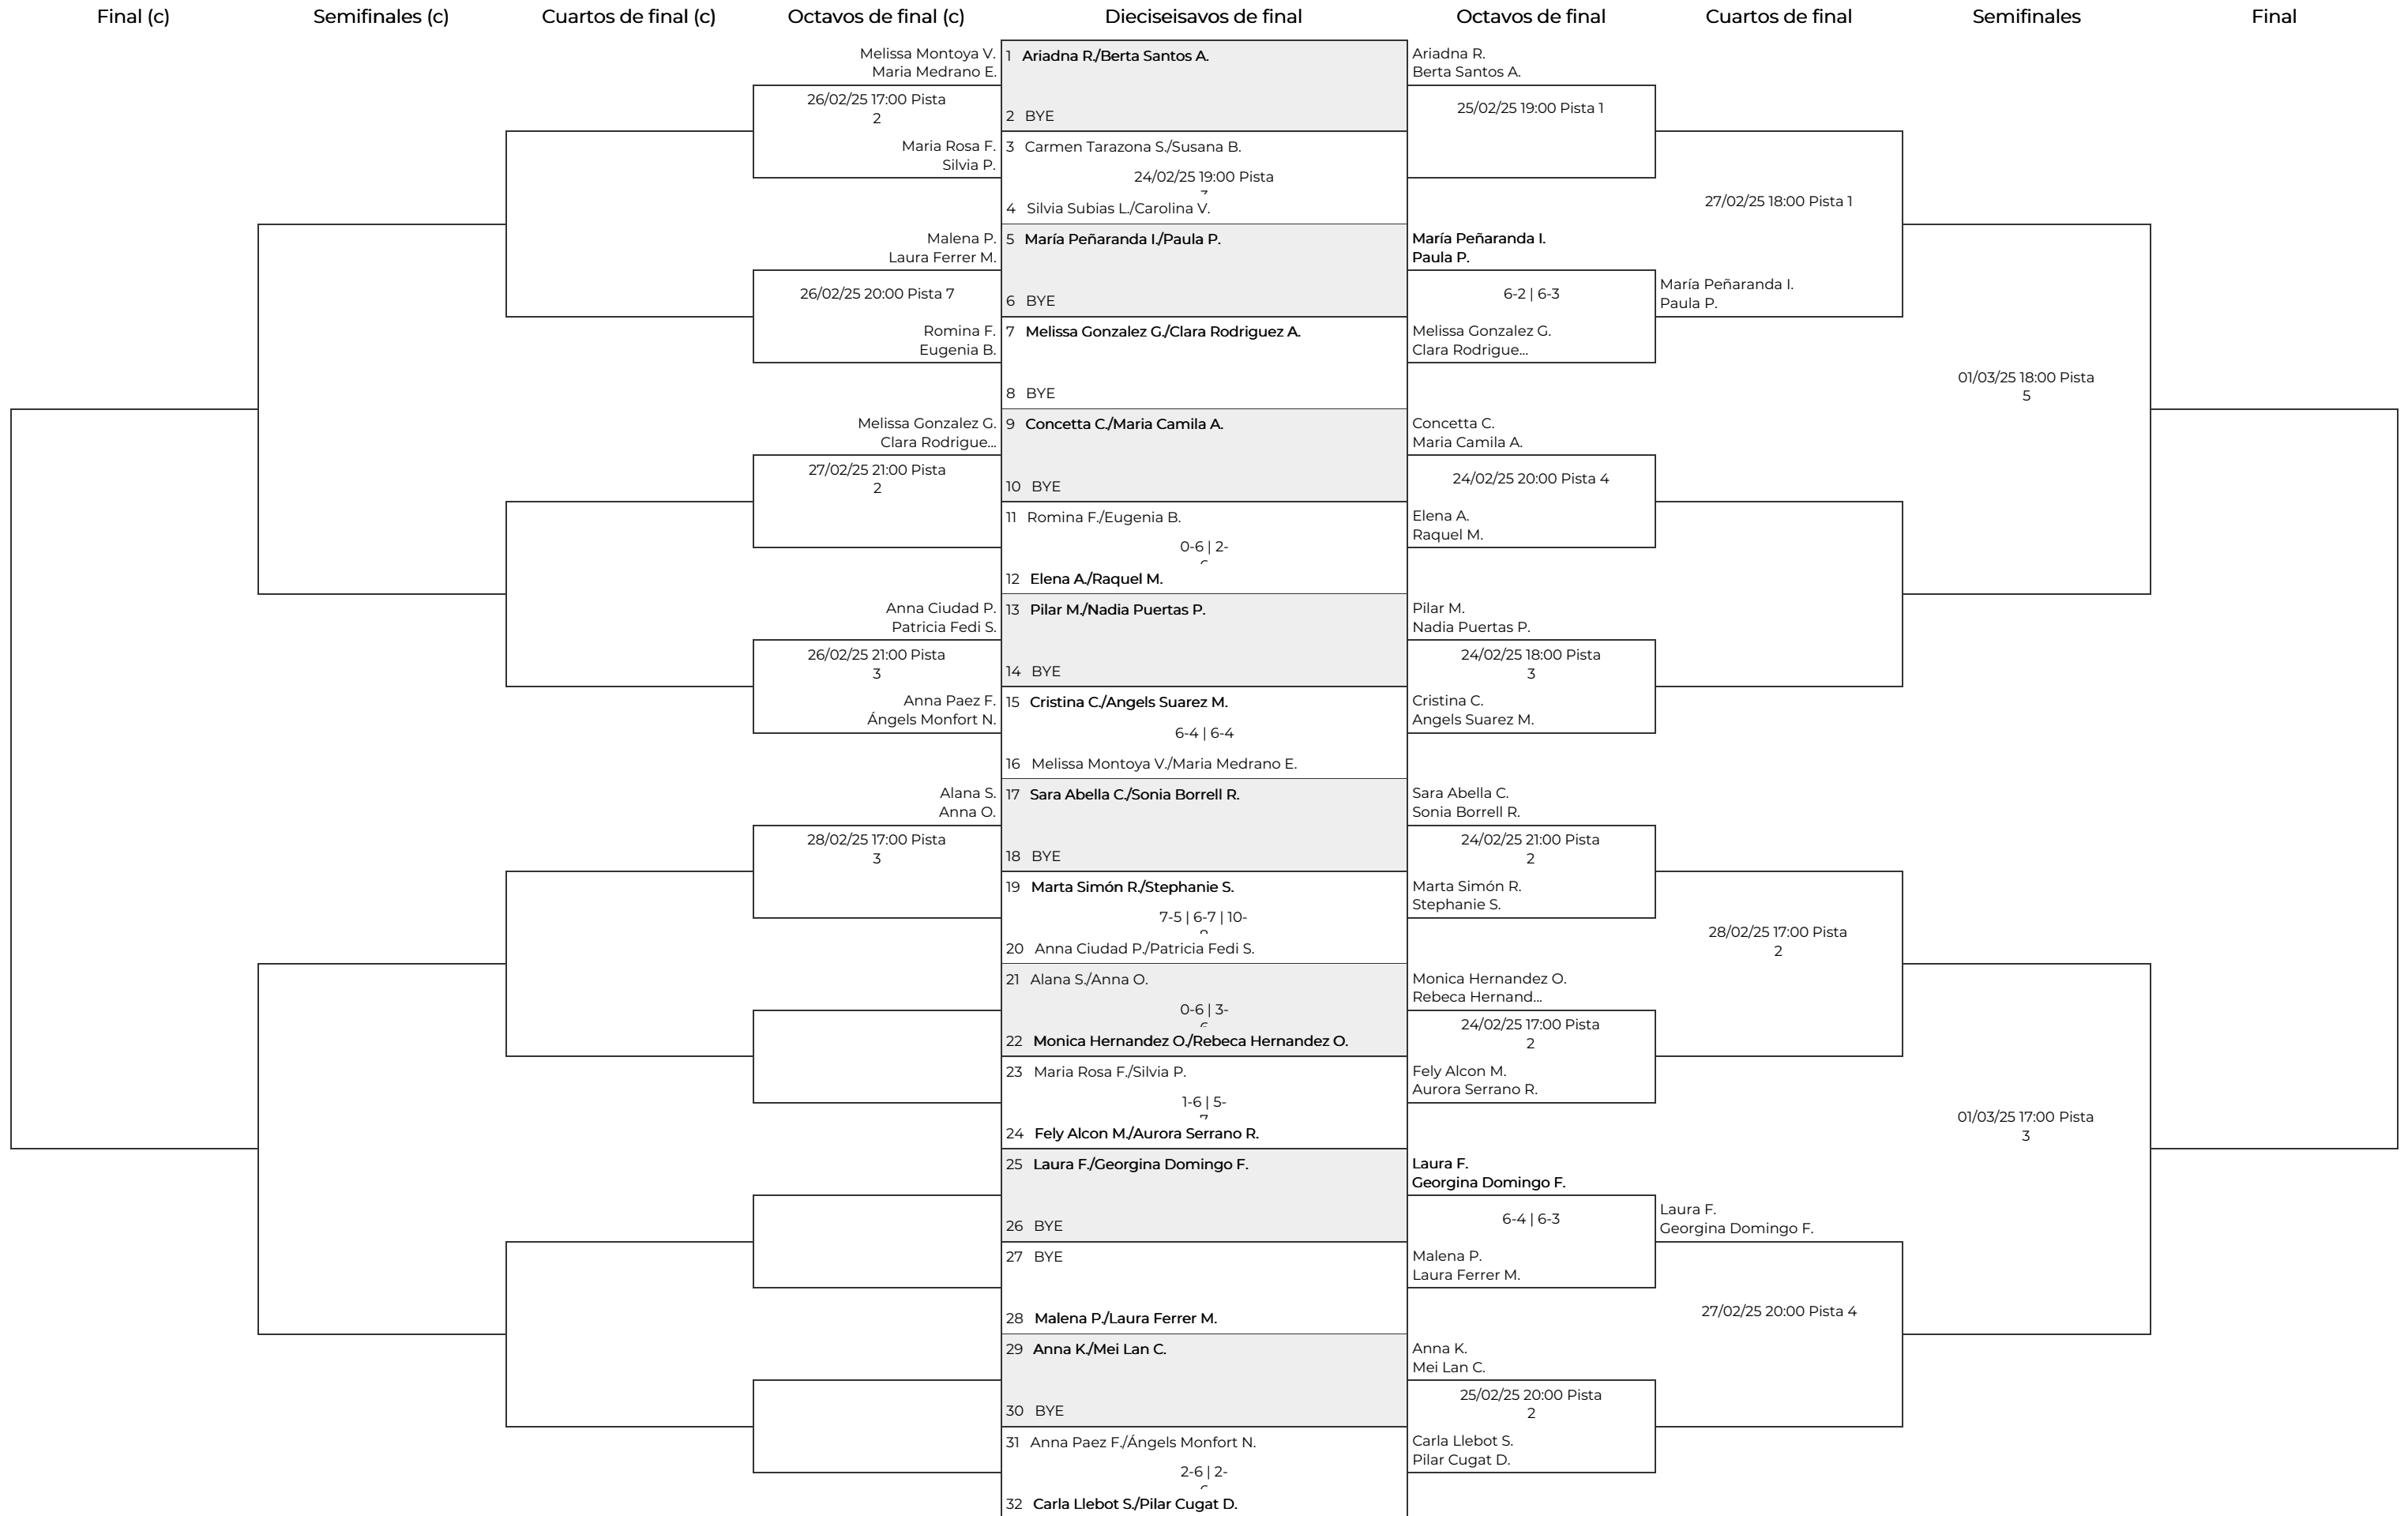 Final (c)
Semifinales (c)
Cuartos de final (c)
Octavos de final (c)
Dieciseisavos de final
Octavos de final
Cuartos de final
Semifinales
Final
Melissa Montoya V.
Maria Medrano E.
26/02/25 17:00 Pista
2
Maria Rosa F.
Silvia P.
Malena P.
Laura Ferrer M.
26/02/25 20:00 Pista 7
Romina F.
Eugenia B.
Melissa Gonzalez G.
Clara Rodrigue...
27/02/25 21:00 Pista
2
Anna Ciudad P.
Patricia Fedi S.
26/02/25 21:00 Pista
3
Anna Paez F.
Ángels Monfort N.
Alana S.
Anna O.
28/02/25 17:00 Pista
3
1 Ariadna R./Berta Santos A.
2 BYE
3 Carmen Tarazona S./Susana B.
24/02/25 19:00 Pista
4 Silvia Subias L./Carolina V.
5 María Peñaranda I./Paula P.
6 BYE
7 Melissa Gonzalez G./Clara Rodriguez A.
8 BYE
9 Concetta C./Maria Camila A.
10 BYE
11 Romina F./Eugenia B.
0-6 | 2-
12 Elena A./Raquel M.
13 Pilar M./Nadia Puertas P.
14 BYE
15 Cristina C./Angels Suarez M.
6-4 | 6-4
16 Melissa Montoya V./Maria Medrano E.
17 Sara Abella C./Sonia Borrell R.
18 BYE
19 Marta Simón R./Stephanie S.
7-5 | 6-7 | 10-
20 Anna Ciudad P./Patricia Fedi S.
21 Alana S./Anna O.
0-6 | 3-
22 Monica Hernandez O./Rebeca Hernandez O.
23 Maria Rosa F./Silvia P.
1-6 | 5-
24 Fely Alcon M./Aurora Serrano R.
25 Laura F./Georgina Domingo F.
26 BYE
27 BYE
28 Malena P./Laura Ferrer M.
29 Anna K./Mei Lan C.
30 BYE
31 Anna Paez F./Ángels Monfort N.
2-6 | 2-
32 Carla Llebot S./Pilar Cugat D.
Ariadna R.
Berta Santos A.
25/02/25 19:00 Pista 1
María Peñaranda I.
Paula P.
6-2 | 6-3
Melissa Gonzalez G.
Clara Rodrigue...
Concetta C.
Maria Camila A.
24/02/25 20:00 Pista 4
Elena A.
Raquel M.
Pilar M.
Nadia Puertas P.
24/02/25 18:00 Pista
3
Cristina C.
Angels Suarez M.
Sara Abella C.
Sonia Borrell R.
24/02/25 21:00 Pista
2
Marta Simón R.
Stephanie S.
Monica Hernandez O.
Rebeca Hernand...
24/02/25 17:00 Pista
2
Fely Alcon M.
Aurora Serrano R.
Laura F.
Georgina Domingo F.
6-4 | 6-3
Malena P.
Laura Ferrer M.
Anna K.
Mei Lan C.
25/02/25 20:00 Pista
2
Carla Llebot S.
Pilar Cugat D.
27/02/25 18:00 Pista 1
María Peñaranda I.
Paula P.
28/02/25 17:00 Pista
2
Laura F.
Georgina Domingo F.
27/02/25 20:00 Pista 4
01/03/25 18:00 Pista
5
01/03/25 17:00 Pista
3